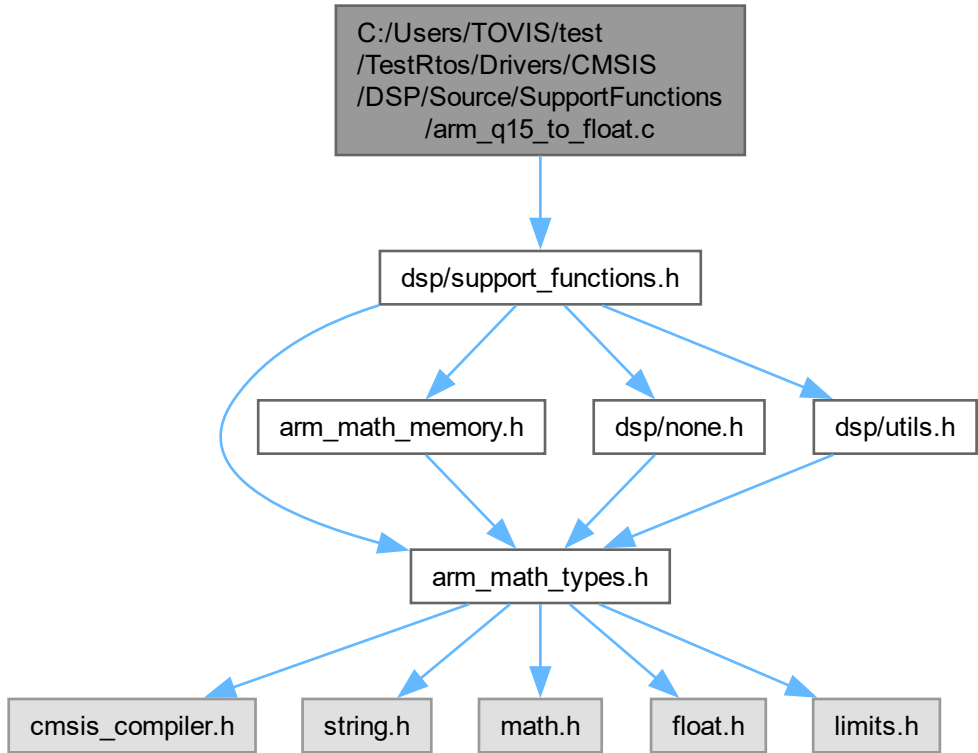 C:/Users/TOVIS/test
/TestRtos/Drivers/CMSIS
/DSP/Source/SupportFunctions
/arm_q15_to_float.c
dsp/support_functions.h
arm_math_memory.h
dsp/none.h
dsp/utils.h
arm_math_types.h
cmsis_compiler.h
string.h
math.h
float.h
limits.h